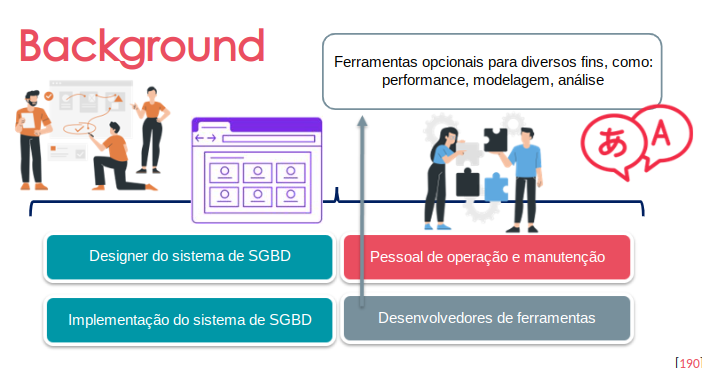 Background
Ferramentas opcionais para diversos fins, como:
performance, modelagem, análise
あ A
Designer do sistema de SGBD
Pessoal de operação e manutenção
Implementação do sistema de SGBD
Desenvolvedores de ferramentas
[190]